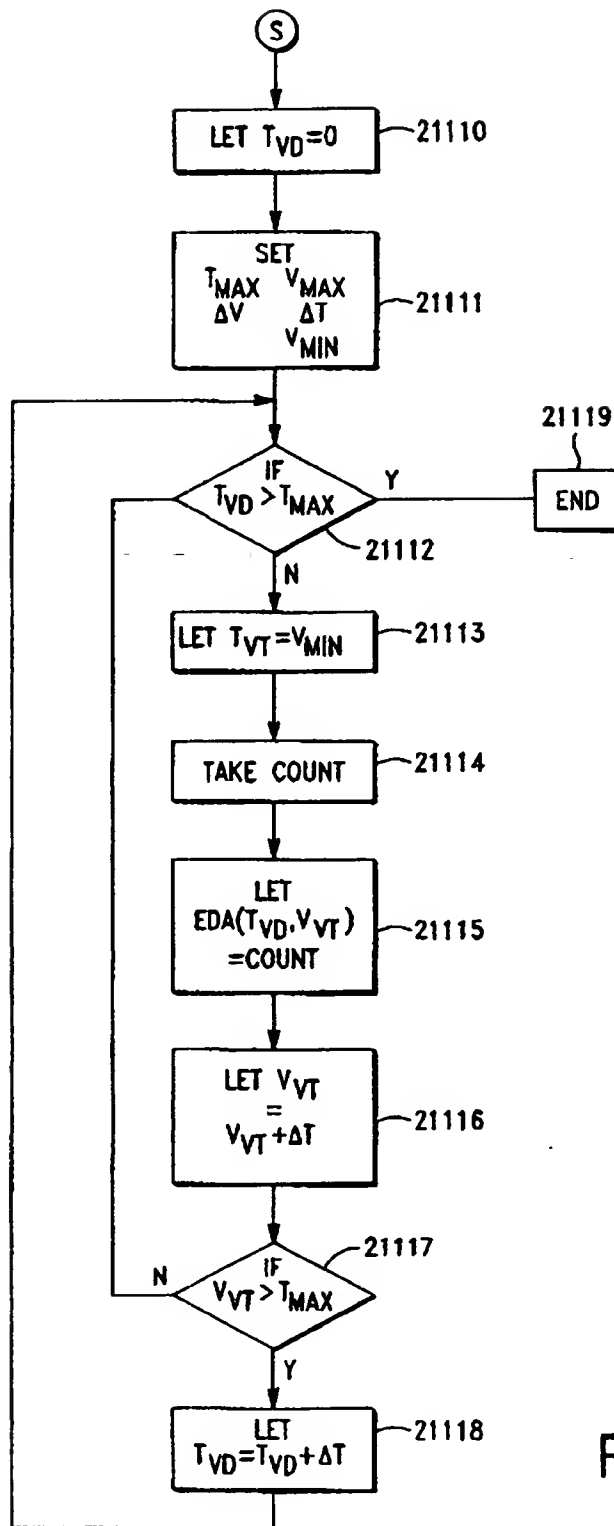 S
LET T_VD=0
21110
SET
T_MAX V_MAX
ΔV ΔT
V_MIN
21111
21119
IF
T_VD > T_MAX
Y
END
21112
N
LET T_VT=V_MIN
21113
TAKE COUNT
21114
LET
EDA(T_VD,V_VT)
=COUNT
21115
LET V_VT
=
V_VT+ΔT
21116
21117
N
IF
V_VT > T_MAX
Y
LET
T_VD=T_VD+ΔT
21118
F